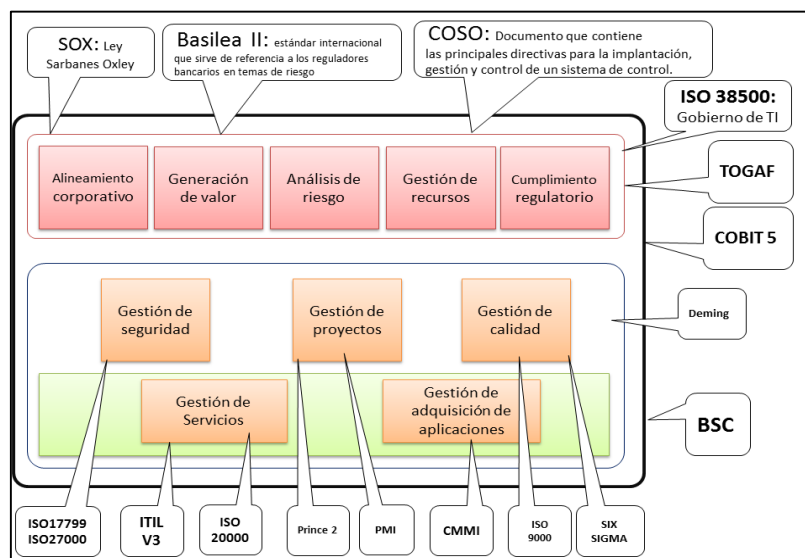 SOX: Ley
Sarbanes Oxley
Basilea II: estándar internacional
que sirve de referencia a los reguladores
bancarios en temas de riesgo
COSO: Documento que contiene
las principales directivas para la implantación,
gestión y control de un sistema de control.
ISO 38500:
Gobierno de TI
Alineamiento
corporativo
Generación
de valor
Análisis de
riesgo
Gestión de
recursos
Cumplimiento
regulatorio
TOGAF
COBIT 5
Gestión de
seguridad
Gestión de
proyectos
Gestión de
calidad
Deming
Gestión de
Servicios
Gestión de
adquisición de
aplicaciones
BSC
ISO17799
ISO27000
ITIL
V3
ISO
20000
Prince 2
PMI
CMMI
ISO
9000
SIX
SIGMA